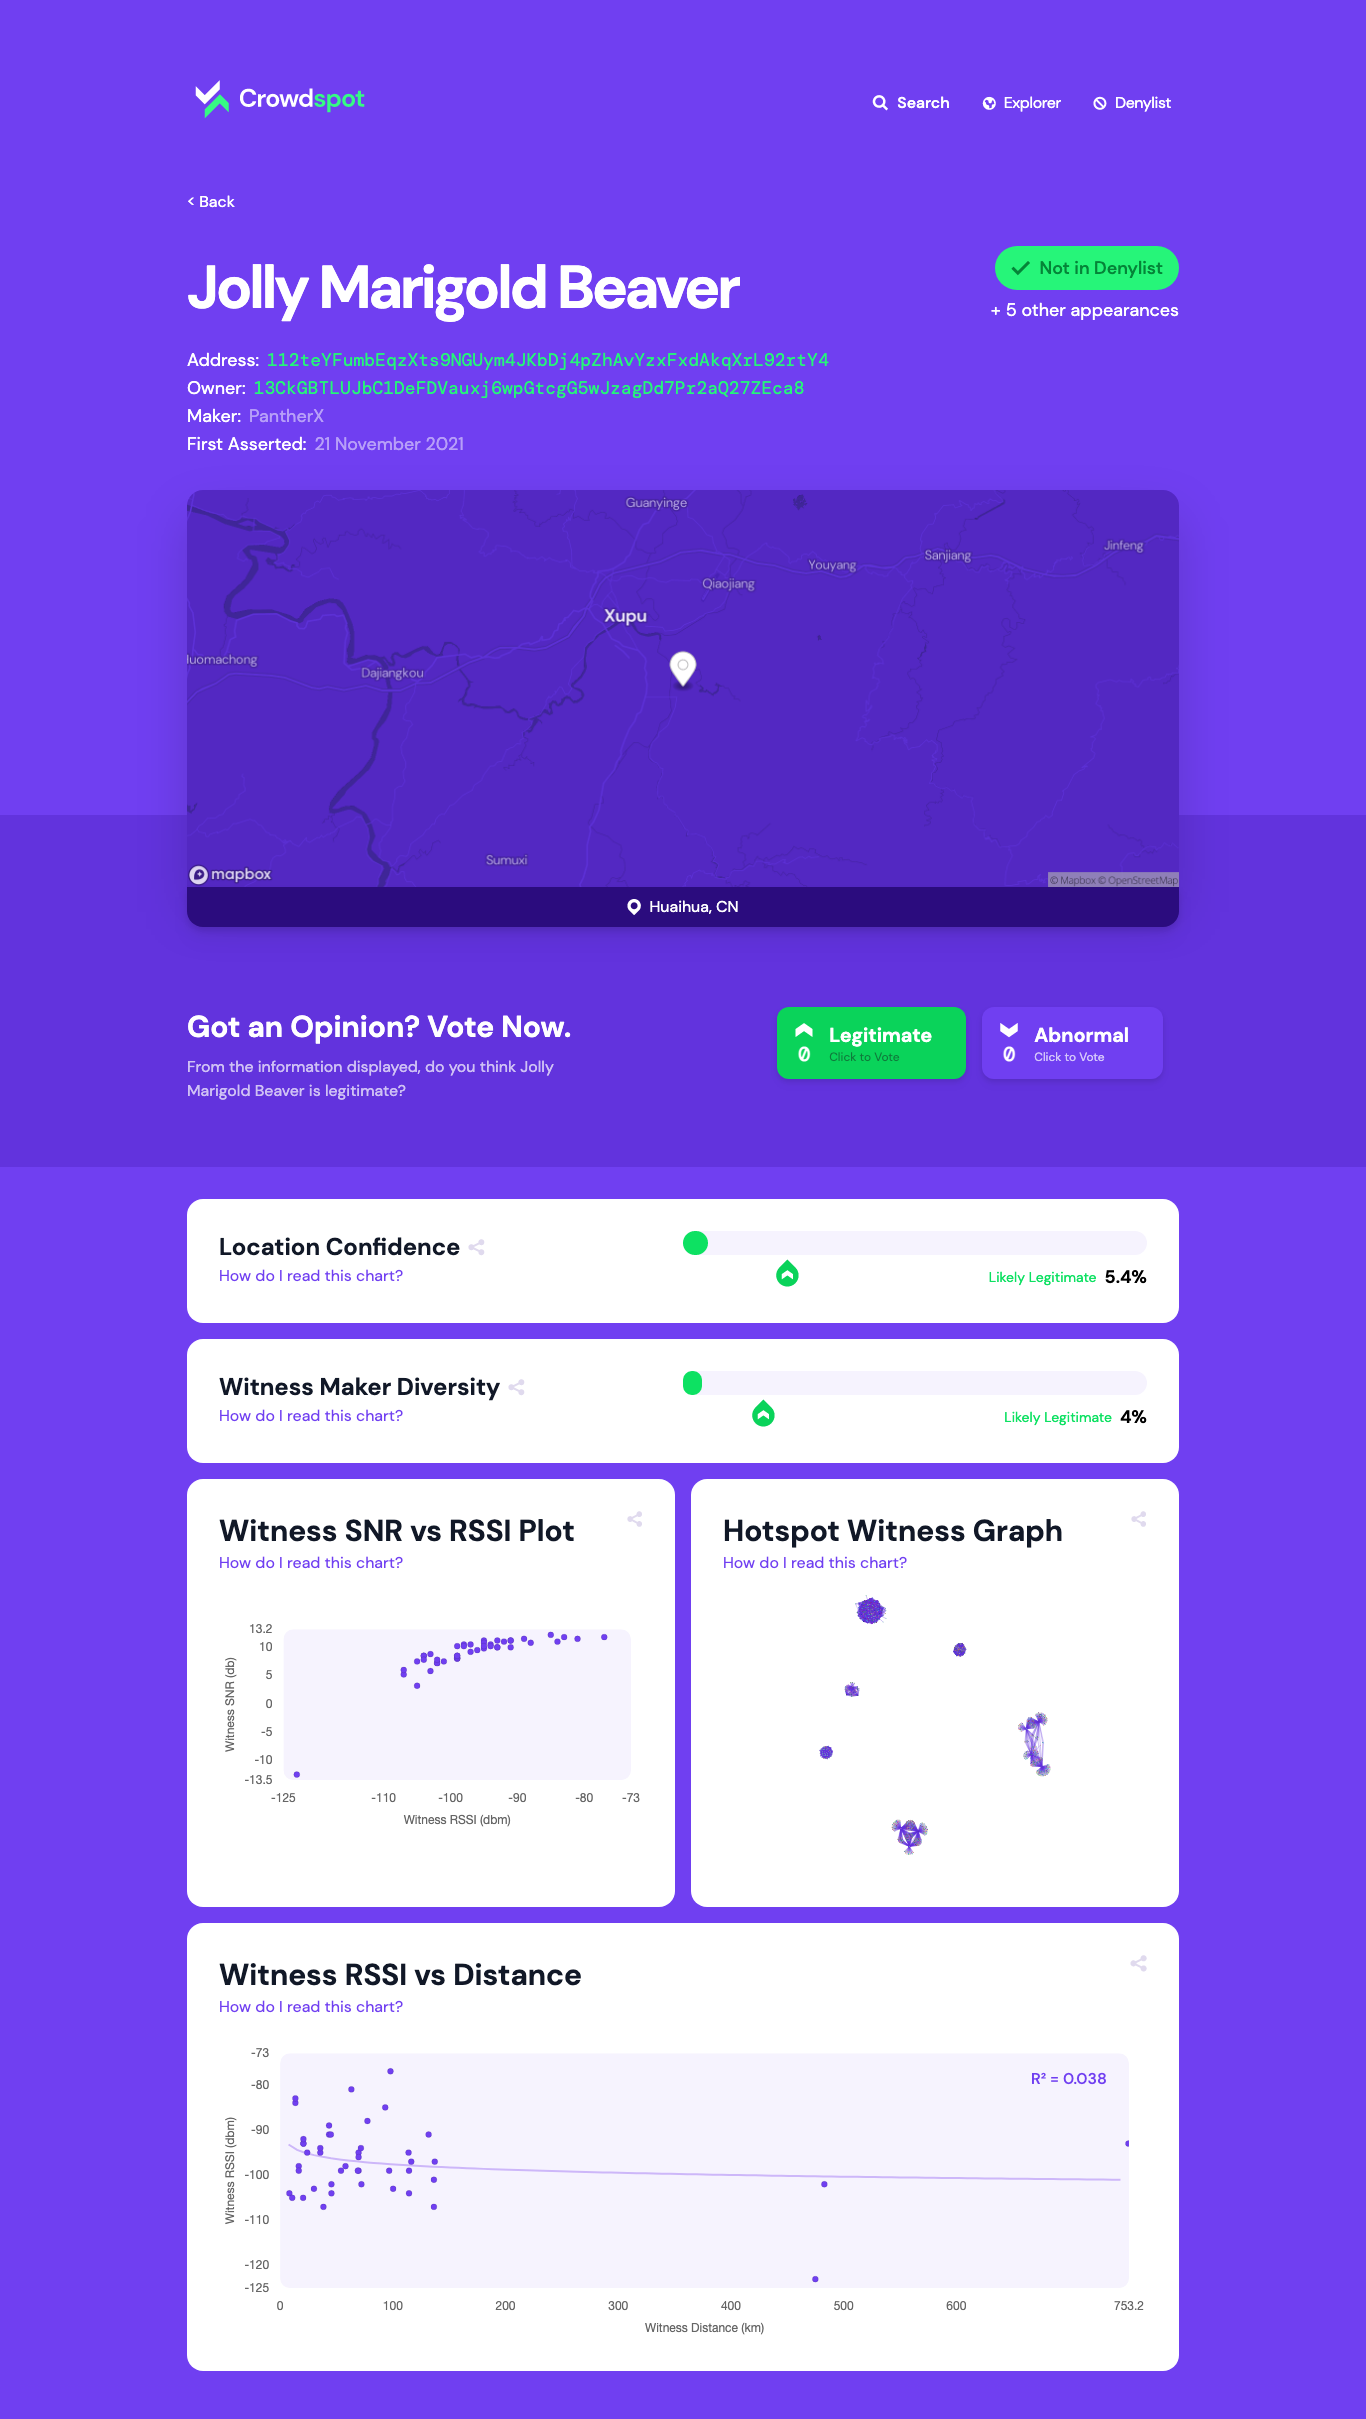 Crowdspot
Search Explorer Denylist
< Back
Jolly Marigold Beaver
Not in Denylist
+ 5 other appearances
Address: 112teYFumbEqzXts9NGUym4JKbDj4pZhAvYzxFxdAkqXrL92rtY4
Owner: 13CkGBTLUJbC1DeFDVauxj6wpGtcgG5wJzagDd7Pr2aQ27ZEca8
Maker: PantherX
First Asserted: 21 November 2021
Guanyinge
Jinfeng
Sanjiang
Youyang
Qiaojiang
Xupu
luomachong
Dajiangkou
Sumuxi
mapbox
© Mapbox © OpenStreetMap
Huaihua, CN
Got an Opinion? Vote Now.
From the information displayed, do you think Jolly
Marigold Beaver is legitimate?
0 Legitimate
Click to Vote
0 Abnormal
Click to Vote
Location Confidence
How do I read this chart?
Likely Legitimate 5.4%
Witness Maker Diversity
How do I read this chart?
Likely Legitimate 4%
Witness SNR vs RSSI Plot
How do I read this chart?
13.2
10
5
0
-5
-10
-13.5
Witness SNR (db)
-125 -110 -100 -90 -80 -73
Witness RSSI (dbm)
Hotspot Witness Graph
How do I read this chart?
Witness RSSI vs Distance
How do I read this chart?
R² = 0.038
-73
-80
-90
-100
-110
-120
-125
Witness RSSI (dbm)
0 100 200 300 400 500 600 753.2
Witness Distance (km)